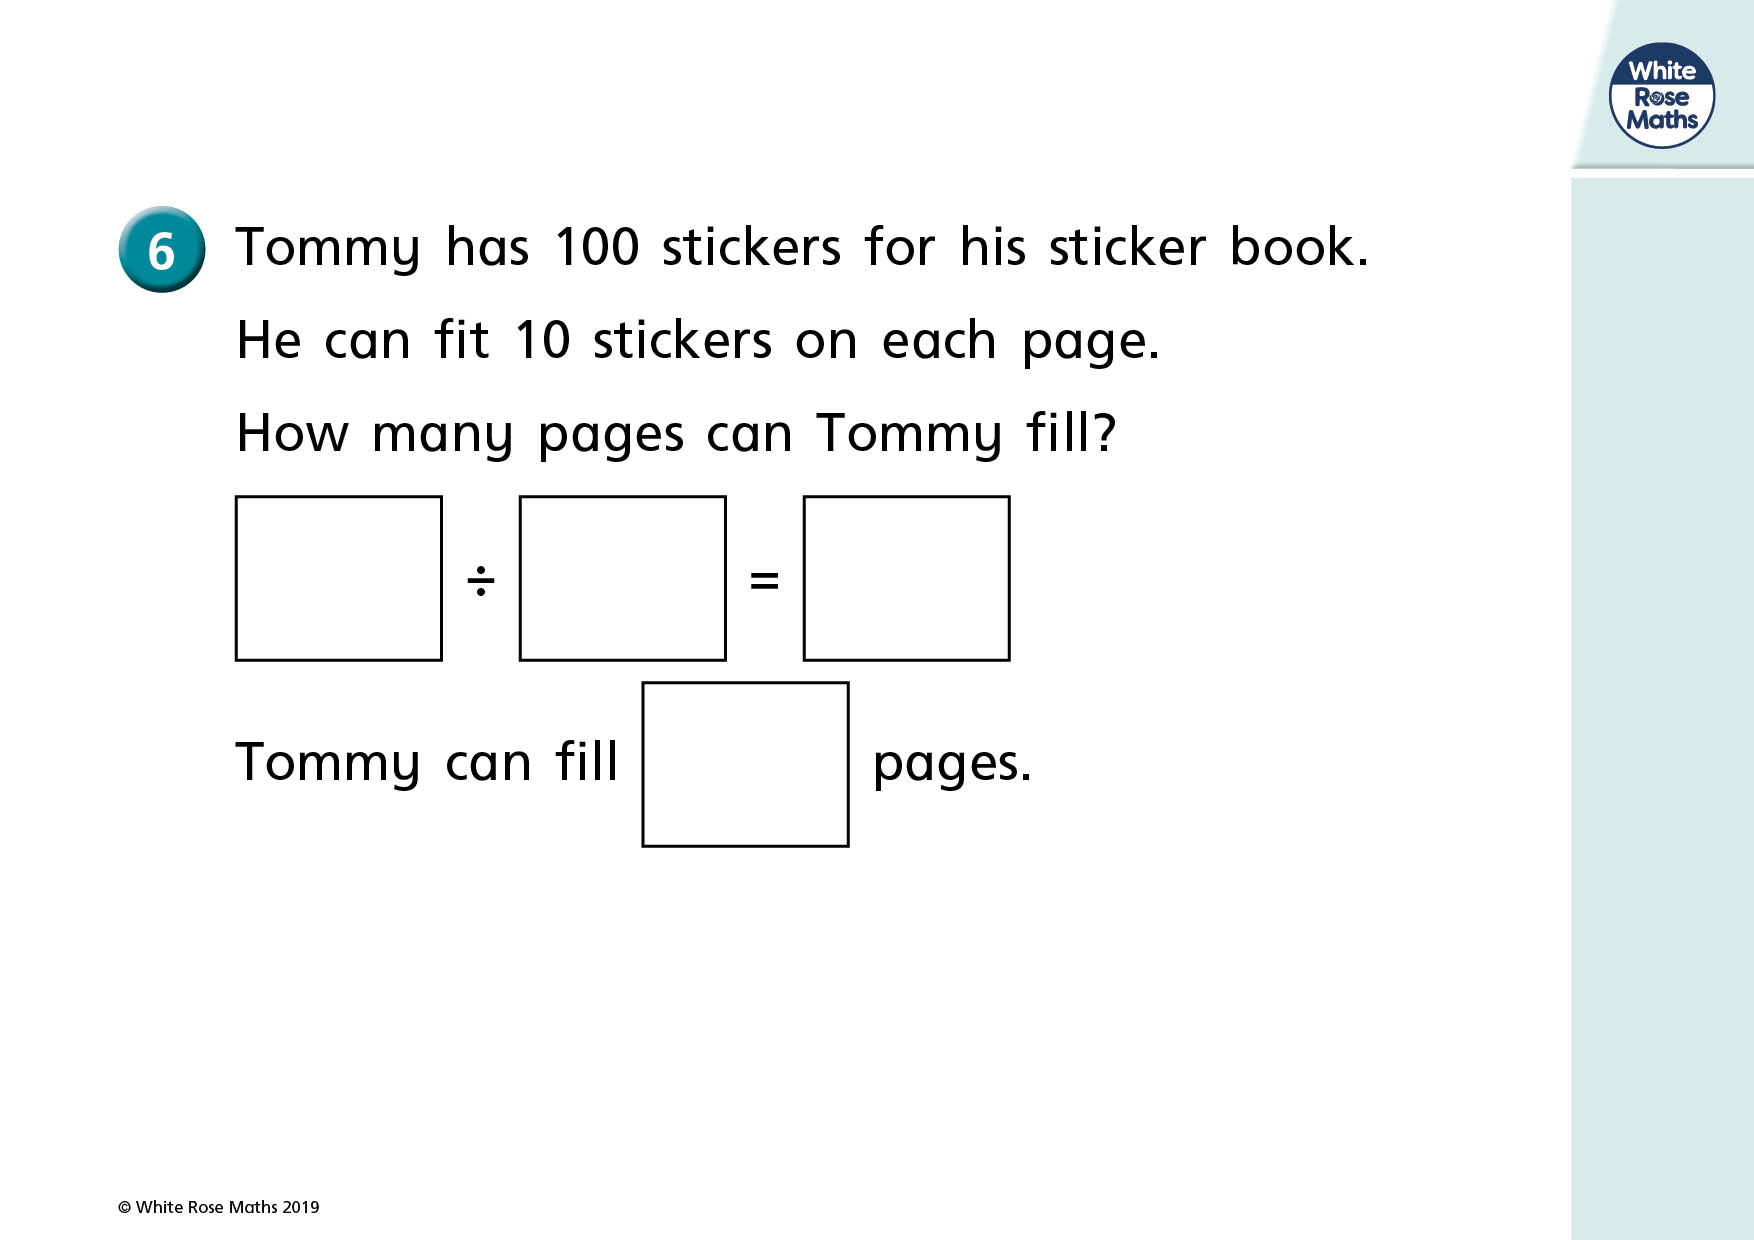 White
Rose
Maths
6 Tommy has 100 stickers for his sticker book.
He can fit 10 stickers on each page.
How many pages can Tommy fill?
÷ =
Tommy can fill pages.
© White Rose Maths 2019